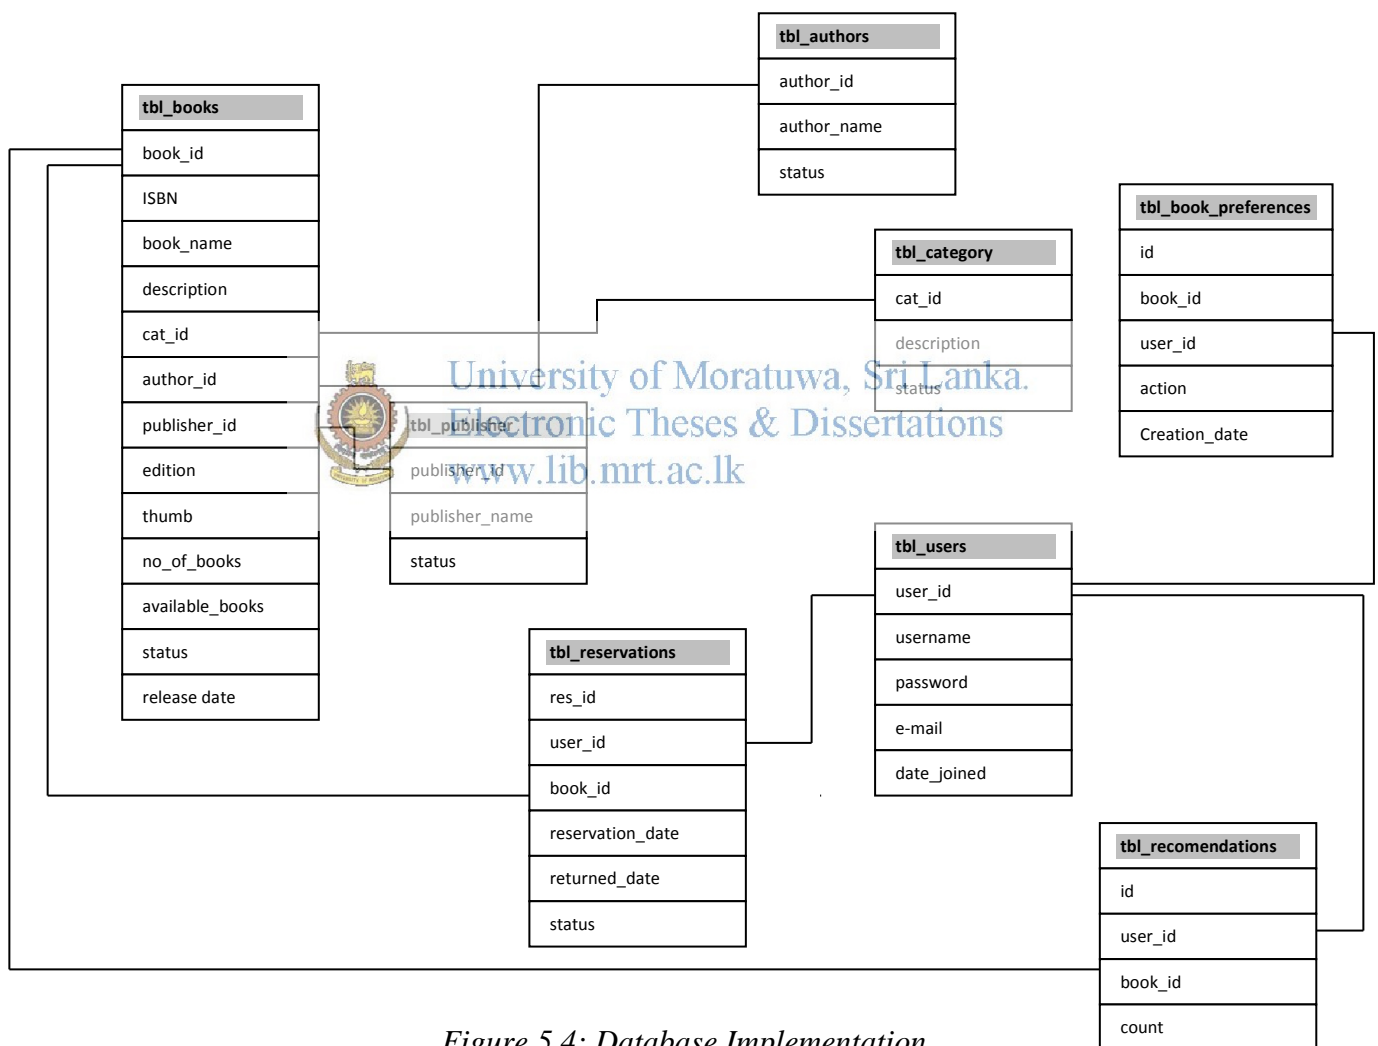 tbl_authors
author_id
author_name
status
tbl_books
book_id
ISBN
book_name
description
cat_id
author_id
publisher_id
edition
thumb
no_of_books
available_books
status
release date
tbl_book_preferences
id
book_id
user_id
action
Creation_date
tbl_category
cat_id
description
status
University of Moratuwa, Sri Lanka.
Electronic Theses & Dissertations
www.lib.mrt.ac.lk
tbl_publisher
publisher_id
publisher_name
status
tbl_users
user_id
username
password
e-mail
date_joined
tbl_reservations
res_id
user_id
book_id
reservation_date
returned_date
status
tbl_recomendations
id
user_id
book_id
count
Figure 5.4: Database Implementation